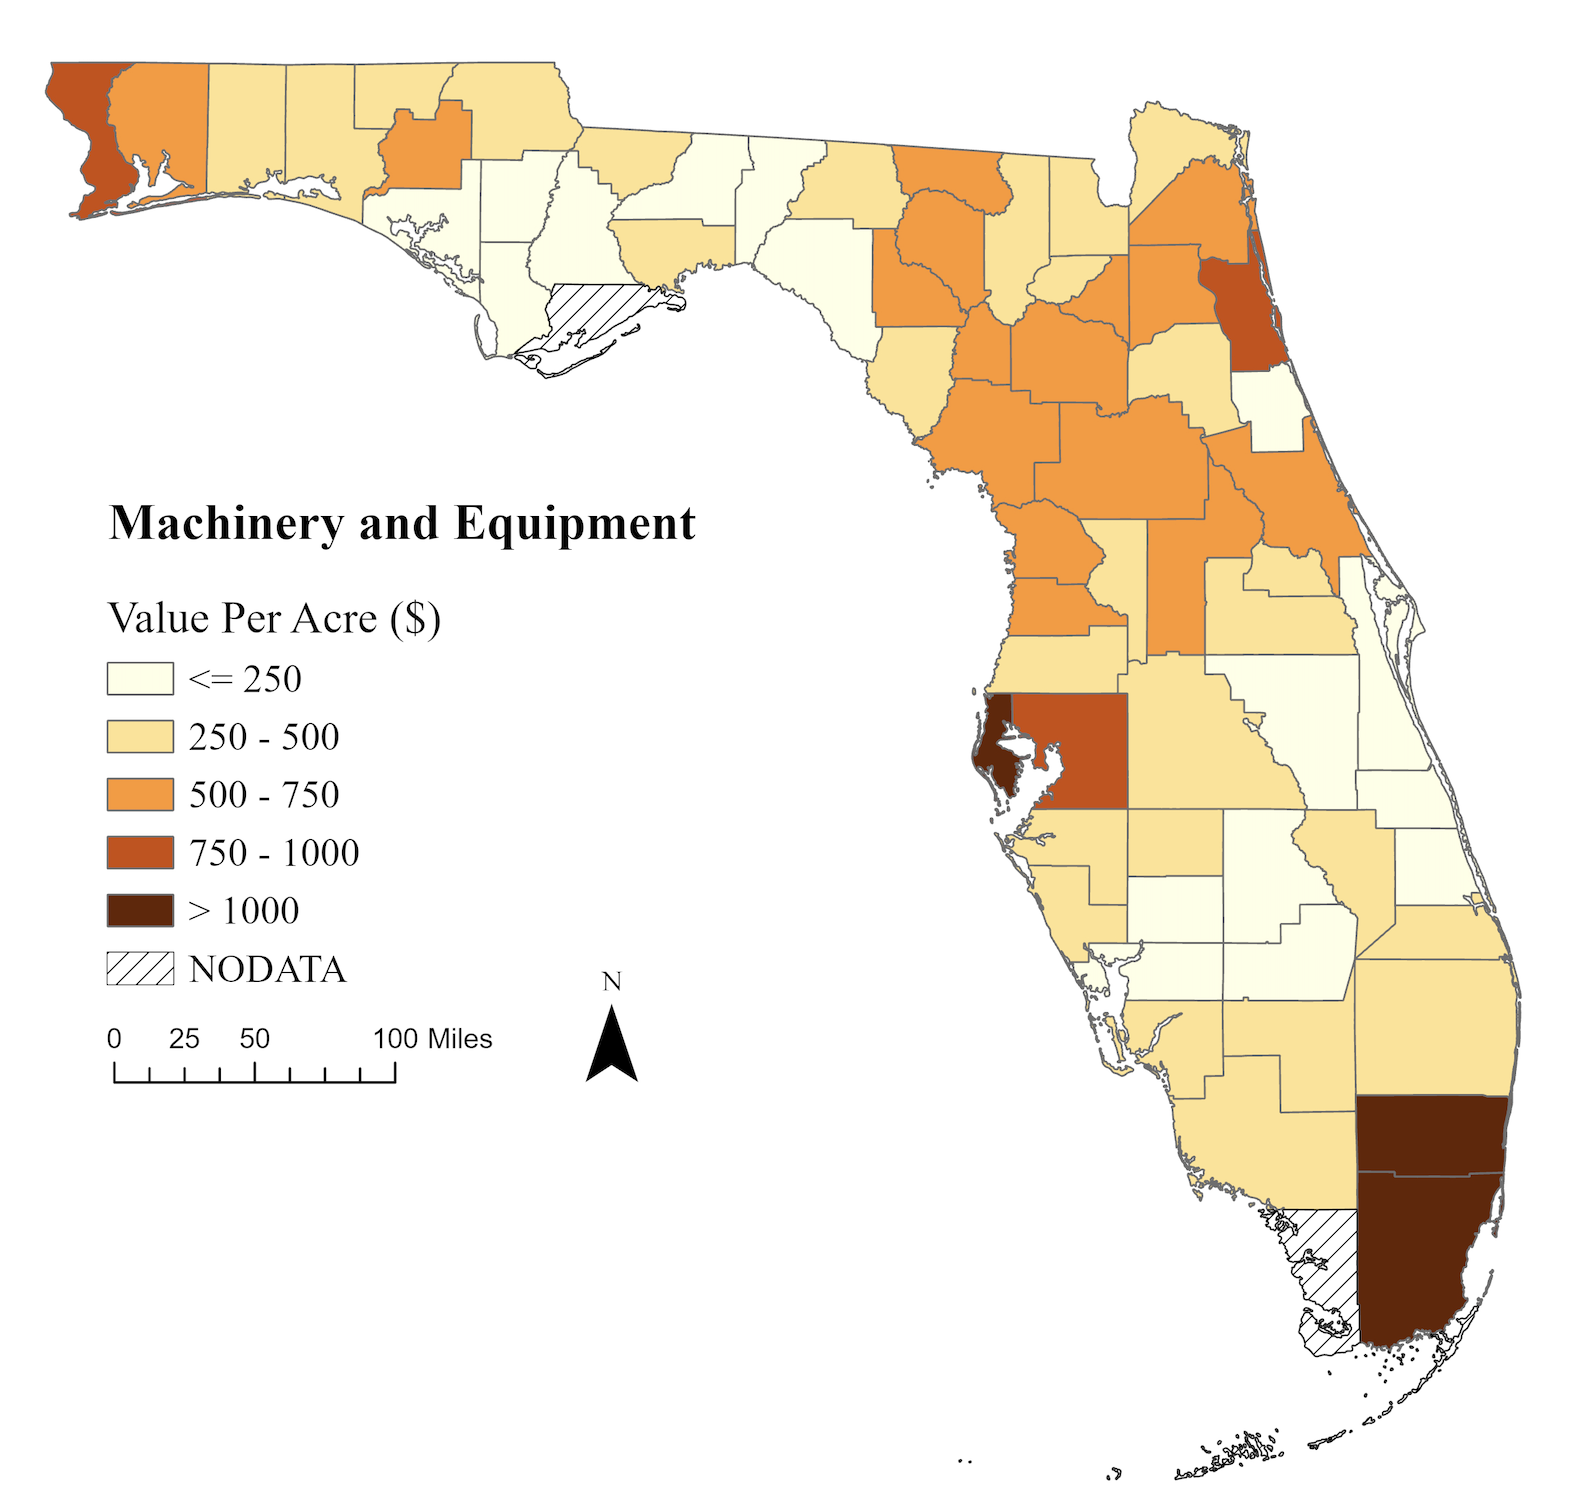 Machinery and Equipment
Value Per Acre ($)
<= 250
250 - 500
500 - 750
750 - 1000
> 1000
NODATA
N
0 25 50 100 Miles